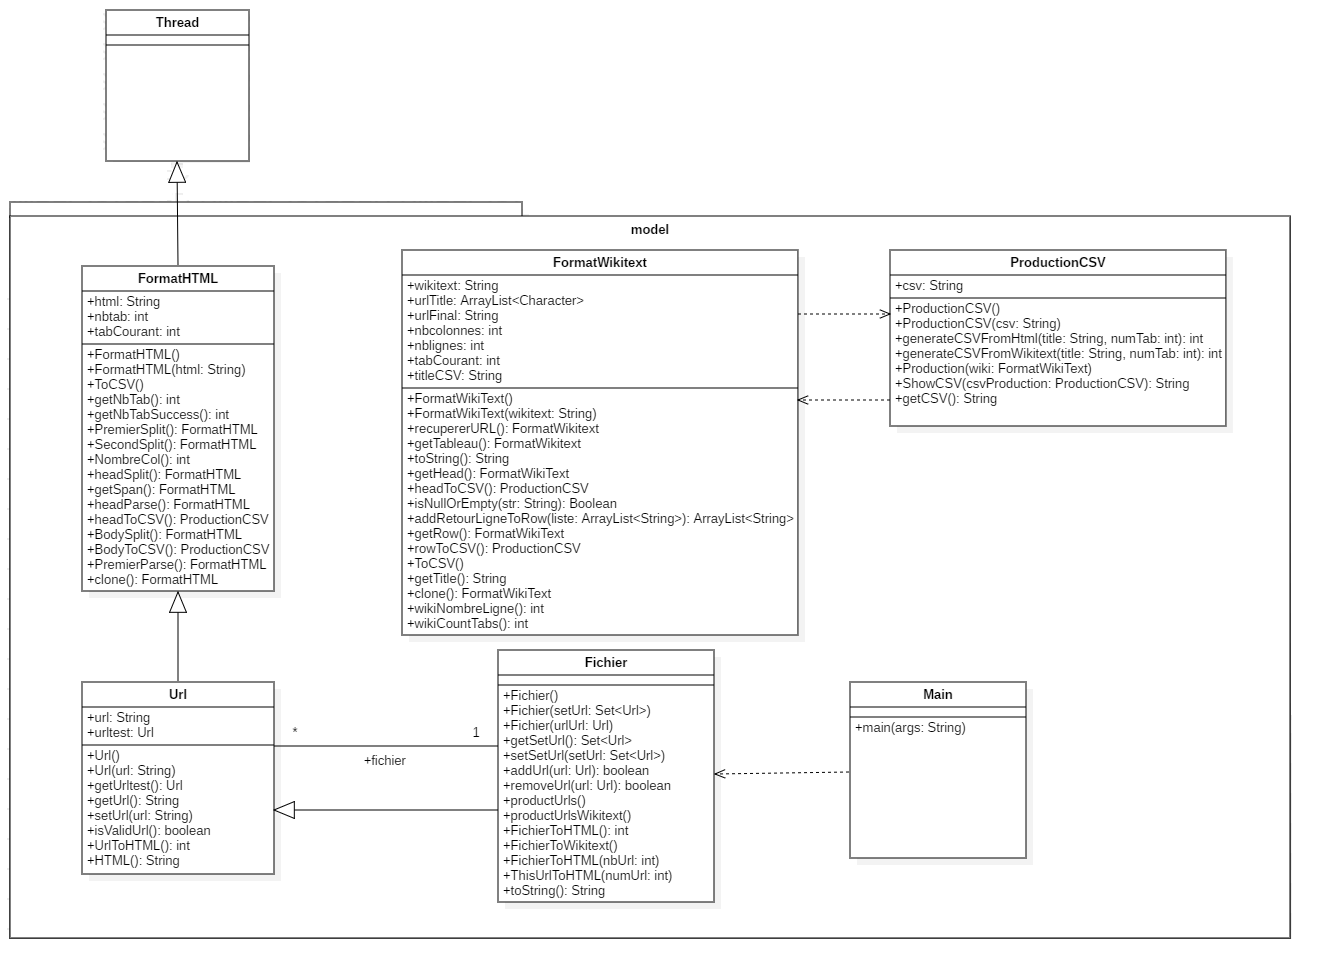 Thread
model
FormatHTML
+html: String
+nbtab: int
+tabCourant: int
+FormatHTML()
+FormatHTML(html: String)
+ToCSV()
+getNbTab(): int
+getNbTabSuccess(): int
+PremierSplit(): FormatHTML
+SecondSplit(): FormatHTML
+NombreCol(): int
+headSplit(): FormatHTML
+getSpan(): FormatHTML
+headParse(): FormatHTML
+headToCSV(): ProductionCSV
+BodySplit(): FormatHTML
+BodyToCSV(): ProductionCSV
+PremierParse(): FormatHTML
+clone(): FormatHTML
FormatWikitext
+wikitext: String
+urlTitle: ArrayList<Character>
+urlFinal: String
+nbcolonnes: int
+nblignes: int
+tabCourant: int
+titleCSV: String
+FormatWikiText()
+FormatWikiText(wikitext: String)
+recupererURL(): FormatWikitext
+getTableau(): FormatWikitext
+toString(): String
+getHead(): FormatWikiText
+headToCSV(): ProductionCSV
+isNullOrEmpty(str: String): Boolean
+addRetourLigneToRow(liste: ArrayList<String>): ArrayList<String>
+getRow(): FormatWikiText
+rowToCSV(): ProductionCSV
+ToCSV()
+getTitle(): String
+clone(): FormatWikiText
+wikiNombreLigne(): int
+wikiCountTabs(): int
ProductionCSV
+csv: String
+ProductionCSV()
+ProductionCSV(csv: String)
+generateCSVFromHtml(title: String, numTab: int): int
+generateCSVFromWikitext(title: String, numTab: int): int
+Production(wiki: FormatWikiText)
+ShowCSV(csvProduction: ProductionCSV): String
+getCSV(): String
Url
+url: String
+urltest: Url
+Url()
+Url(url: String)
+getUrltest(): Url
+getUrl(): String
+setUrl(url: String)
+isValidUrl(): boolean
+UrlToHTML(): int
+HTML(): String
*
1
+fichier
Fichier
+Fichier()
+Fichier(setUrl: Set<Url>)
+Fichier(urlUrl: Url)
+getSetUrl(): Set<Url>
+setSetUrl(setUrl: Set<Url>)
+addUrl(url: Url): boolean
+removeUrl(url: Url): boolean
+productUrls()
+productUrlsWikitext()
+FichierToHTML(): int
+FichierToWikitext()
+FichierToHTML(nbUrl: int)
+ThisUrlToHTML(numUrl: int)
+toString(): String
Main
+main(args: String)